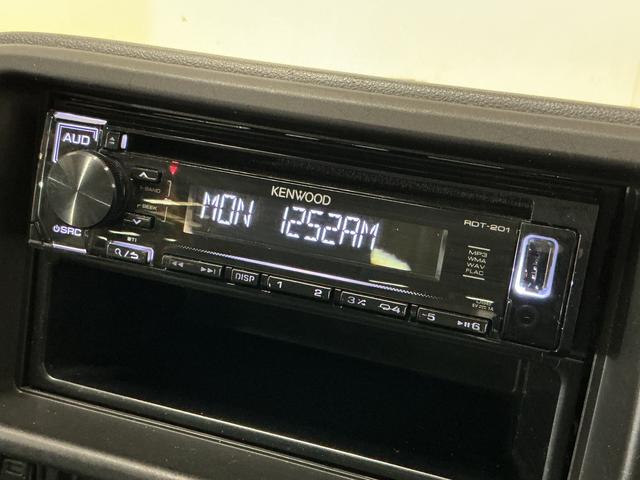 AUD
KENWOOD
RDT-201
MON 1252AM
SRC
MP3
WMA
WAV
FLAC
DISP
1
2
3
4
5
6